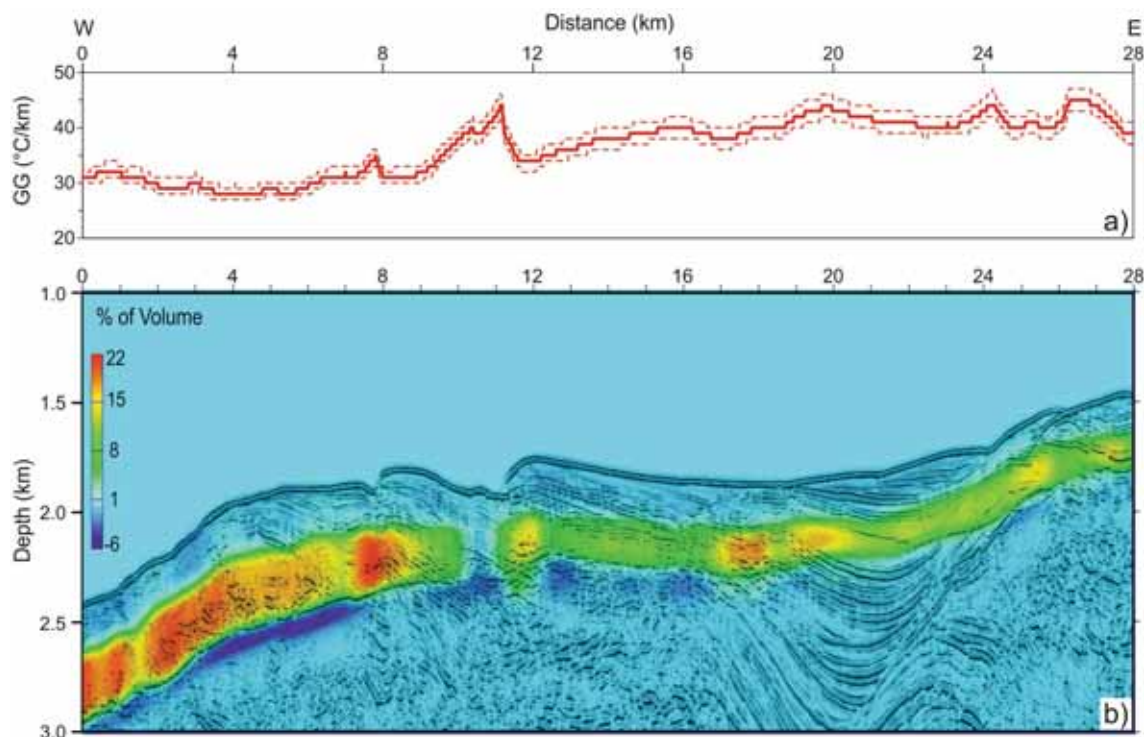 W Distance (km) E
0 4 8 12 16 20 24 28
50
40
30
20
GG (°C/km)
a)
0 4 8 12 16 20 24 28
1.0
1.5
2.0
2.5
3.0
Depth (km)
% of Volume
22
15
8
1
-6
b)